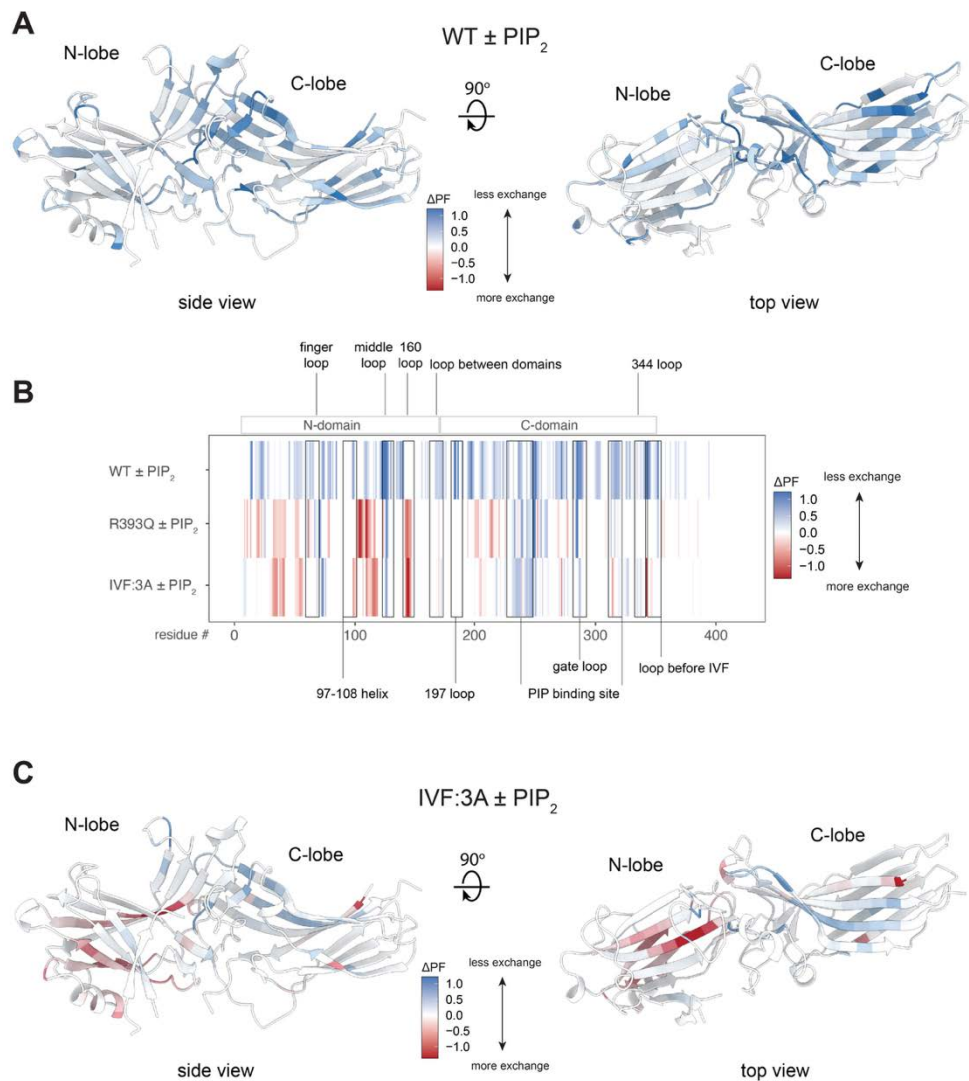 A
WT ± PIP2
N-lobe
C-lobe
90°
N-lobe
C-lobe
ΔPF
less exchange
1.0
0.5
0.0
−0.5
−1.0
more exchange
side view
top view
B
finger loop
middle loop
160 loop
loop between domains
344 loop
N-domain
C-domain
WT ± PIP2
R393Q ± PIP2
IVF:3A ± PIP2
ΔPF
less exchange
1.0
0.5
0.0
−0.5
−1.0
more exchange
residue #
0
100
200
300
400
97-108 helix
197 loop
PIP binding site
gate loop
loop before IVF
C
IVF:3A ± PIP2
N-lobe
C-lobe
90°
N-lobe
C-lobe
ΔPF
less exchange
1.0
0.5
0.0
−0.5
−1.0
more exchange
side view
top view